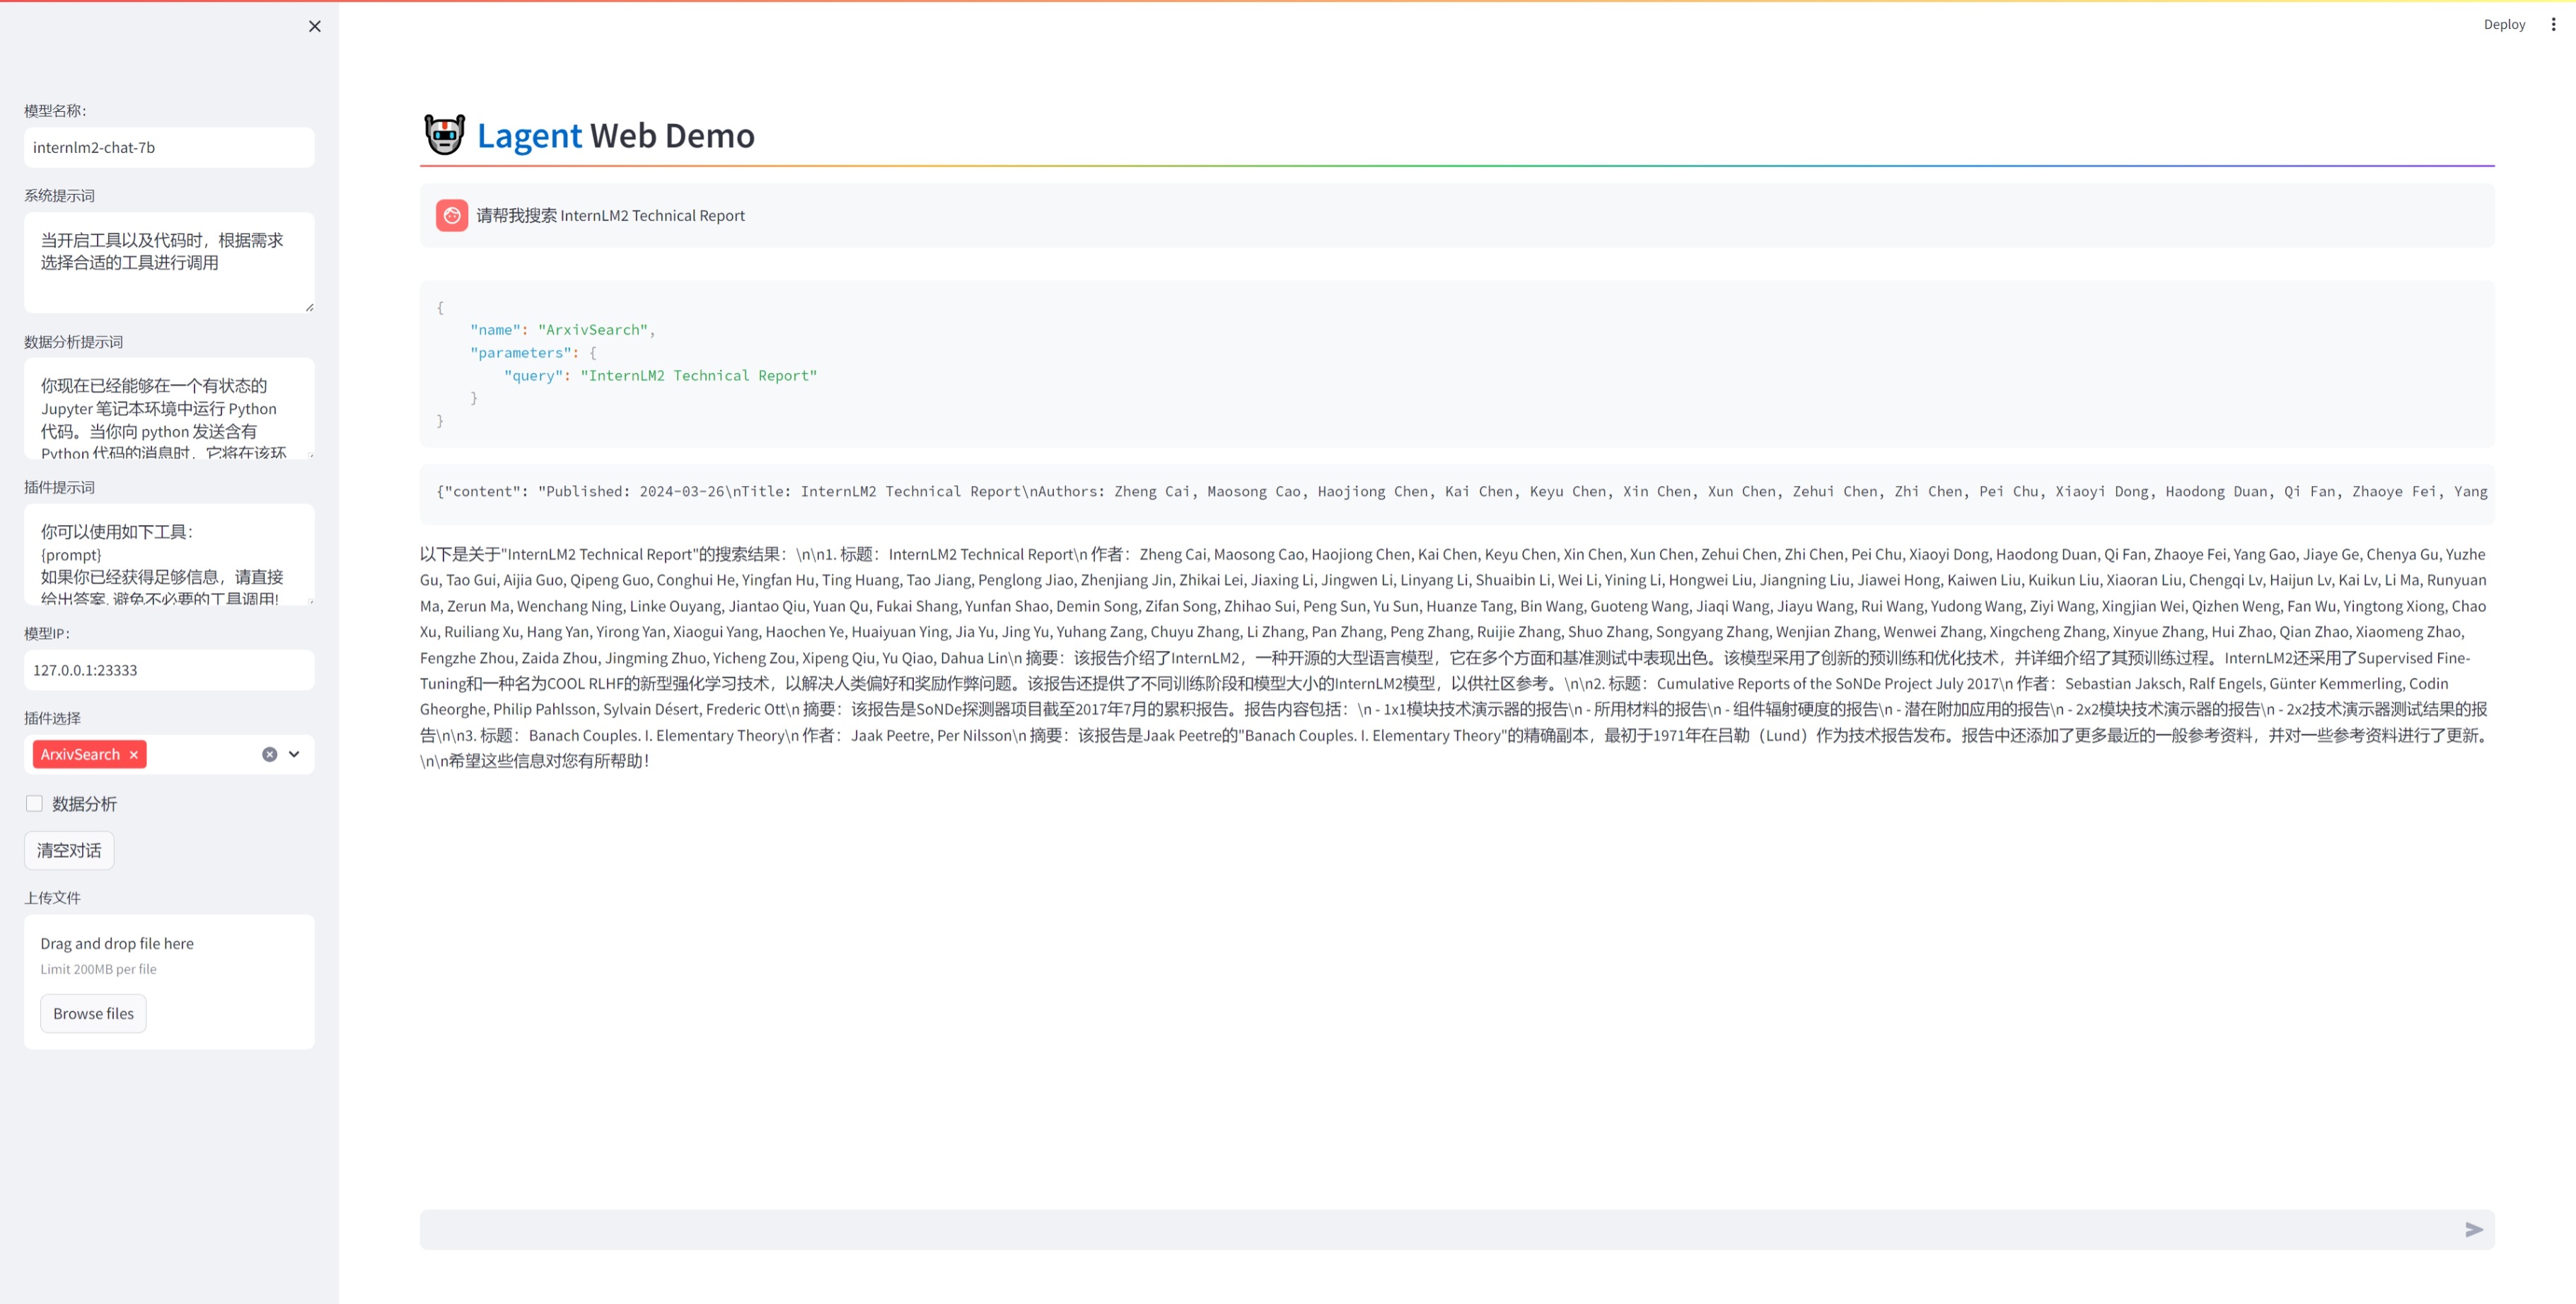 Deploy
模型名称：
internlm2-chat-7b
系统提示词
当开启工具以及代码时，根据需求
选择合适的工具进行调用
数据分析提示词
你现在已经能够在一个有状态的
Jupyter 笔记本环境中运行 Python
代码。当你向 python 发送含有
Python 代码的消息时，它将在该环
插件提示词
你可以使用如下工具：
{prompt}
如果你已经获得足够信息，请直接
给出答案. 避免不必要的工具调用!
模型IP：
127.0.0.1:23333
插件选择
ArxivSearch
数据分析
清空对话
上传文件
Drag and drop file here
Limit 200MB per file
Browse files
Lagent Web Demo
请帮我搜索 InternLM2 Technical Report
{
"name": "ArxivSearch",
"parameters": {
"query": "InternLM2 Technical Report"
}
}
{"content": "Published: 2024-03-26\nTitle: InternLM2 Technical Report\nAuthors: Zheng Cai, Maosong Cao, Haojiong Chen, Kai Chen, Keyu Chen, Xin Chen, Xun Chen, Zehui Chen, Zhi Chen, Pei Chu, Xiaoyi Dong, Haodong Duan, Qi Fan, Zhaoye Fei, Yang
以下是关于"InternLM2 Technical Report"的搜索结果：\n\n1. 标题：InternLM2 Technical Report\n 作者：Zheng Cai, Maosong Cao, Haojiong Chen, Kai Chen, Keyu Chen, Xin Chen, Xun Chen, Zehui Chen, Zhi Chen, Pei Chu, Xiaoyi Dong, Haodong Duan, Qi Fan, Zhaoye Fei, Yang Gao, Jiaye Ge, Chenya Gu, Yuzhe
Gu, Tao Gui, Aijia Guo, Qipeng Guo, Conghui He, Yingfan Hu, Ting Huang, Tao Jiang, Penglong Jiao, Zhenjiang Jin, Zhikai Lei, Jiaxing Li, Jingwen Li, Linyang Li, Shuaibin Li, Wei Li, Yining Li, Hongwei Liu, Jiangning Liu, Jiawei Hong, Kaiwen Liu, Kuikun Liu, Xiaoran Liu, Chengqi Lv, Haijun Lv, Kai Lv, Li Ma, Runyuan
Ma, Zerun Ma, Wenchang Ning, Linke Ouyang, Jiantao Qiu, Yuan Qu, Fukai Shang, Yunfan Shao, Demin Song, Zifan Song, Zhihao Sui, Peng Sun, Yu Sun, Huanze Tang, Bin Wang, Guoteng Wang, Jiaqi Wang, Jiayu Wang, Rui Wang, Yudong Wang, Ziyi Wang, Xingjian Wei, Qizhen Weng, Fan Wu, Yingtong Xiong, Chao
Xu, Ruiliang Xu, Hang Yan, Yirong Yan, Xiaogui Yang, Haochen Ye, Huaiyuan Ying, Jia Yu, Jing Yu, Yuhang Zang, Chuyu Zhang, Li Zhang, Pan Zhang, Peng Zhang, Ruijie Zhang, Shuo Zhang, Songyang Zhang, Wenjian Zhang, Wenwei Zhang, Xingcheng Zhang, Xinyue Zhang, Hui Zhao, Qian Zhao, Xiaomeng Zhao,
Fengzhe Zhou, Zaida Zhou, Jingming Zhuo, Yicheng Zou, Xipeng Qiu, Yu Qiao, Dahua Lin\n 摘要：该报告介绍了InternLM2，一种开源的大型语言模型，它在多个方面和基准测试中表现出色。该模型采用了创新的预训练和优化技术，并详细介绍了其预训练过程。InternLM2还采用了Supervised Fine-
Tuning和一种名为COOL RLHF的新型强化学习技术，以解决人类偏好和奖励作弊问题。该报告还提供了不同训练阶段和模型大小的InternLM2模型，以供社区参考。\n\n2. 标题：Cumulative Reports of the SoNDe Project July 2017\n 作者：Sebastian Jaksch, Ralf Engels, Günter Kemmerling, Codin
Gheorghe, Philip Pahlsson, Sylvain Désert, Frederic Ott\n 摘要：该报告是SoNDe探测器项目截至2017年7月的累积报告。报告内容包括：\n - 1x1模块技术演示器的报告\n - 所用材料的报告\n - 组件辐射硬度的报告\n - 潜在附加应用的报告\n - 2x2模块技术演示器的报告\n - 2x2技术演示器测试结果的报
告\n\n3. 标题：Banach Couples. I. Elementary Theory\n 作者：Jaak Peetre, Per Nilsson\n 摘要：该报告是Jaak Peetre的"Banach Couples. I. Elementary Theory"的精确副本，最初于1971年在吕勒（Lund）作为技术报告发布。报告中还添加了更多最近的一般参考资料，并对一些参考资料进行了更新。
\n\n希望这些信息对您有所帮助！